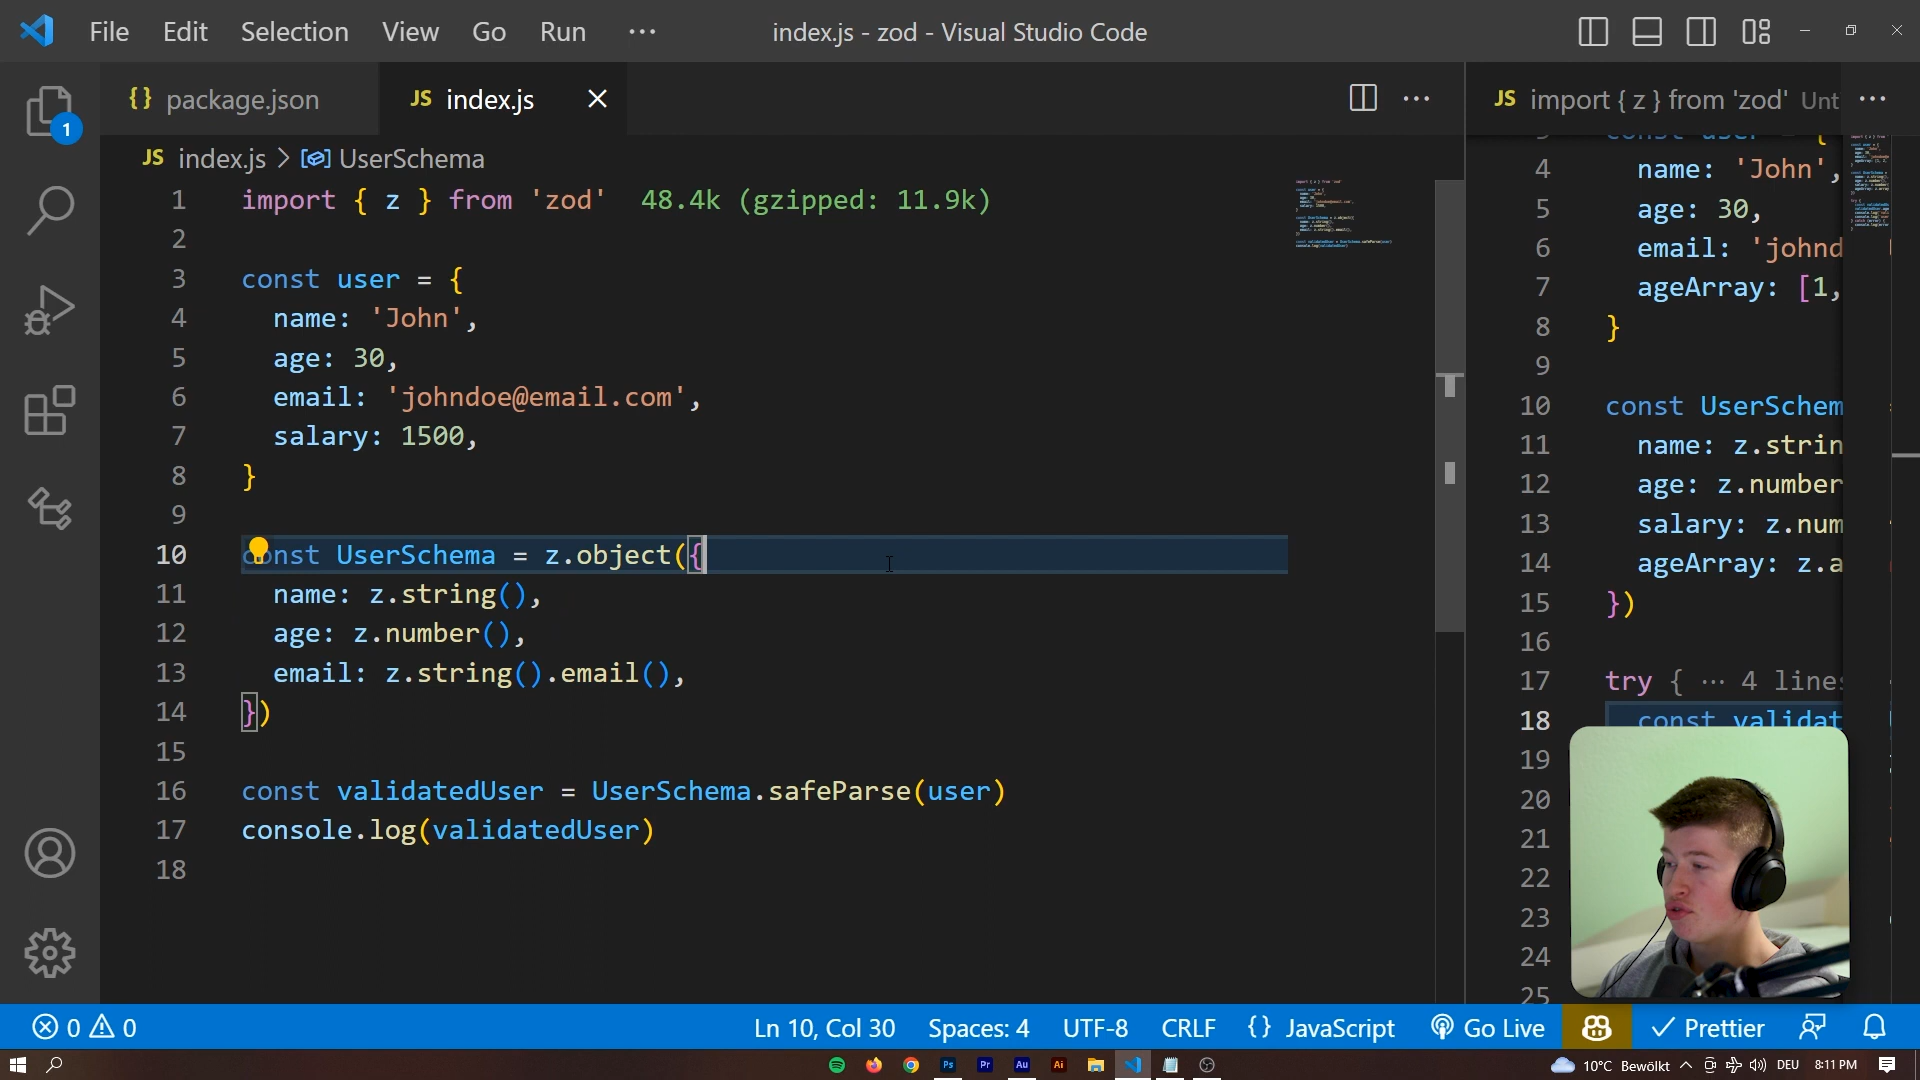 File Edit Selection View Go Run ···
index.js - zod - Visual Studio Code
{} package.json
JS index.js
JS import { z } from 'zod' Unt
1
JS index.js > UserSchema
1 import { z } from 'zod' 48.4k (gzipped: 11.9k)
2
3 const user = {
4 name: 'John',
5 age: 30,
6 email: 'johndoe@email.com',
7 salary: 1500,
8 }
9
10 const UserSchema = z.object({
11 name: z.string(),
12 age: z.number(),
13 email: z.string().email(),
14 })
15
16 const validatedUser = UserSchema.safeParse(user)
17 console.log(validatedUser)
18
const user = {
4 name: 'John',
5 age: 30,
6 email: 'johnd
7 ageArray: [1,
8 }
9
10 const UserSchem
11 name: z.strin
12 age: z.number
13 salary: z.num
14 ageArray: z.a
15 })
16
17 try { ··· 4 lines
18 const validat
19
20
21
22
23
24
25
0 0
Ln 10, Col 30 Spaces: 4 UTF-8 CRLF {} JavaScript Go Live Prettier
Ps Pr Au Ai
10°C Bewölkt DEU 8:11 PM